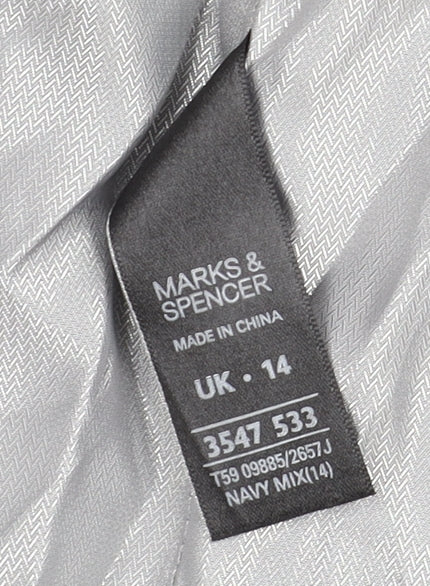 MARKS &
SPENCER
MADE IN CHINA
UK • 14
3547 533
T59 09885/2657J
NAVY MIX(14)